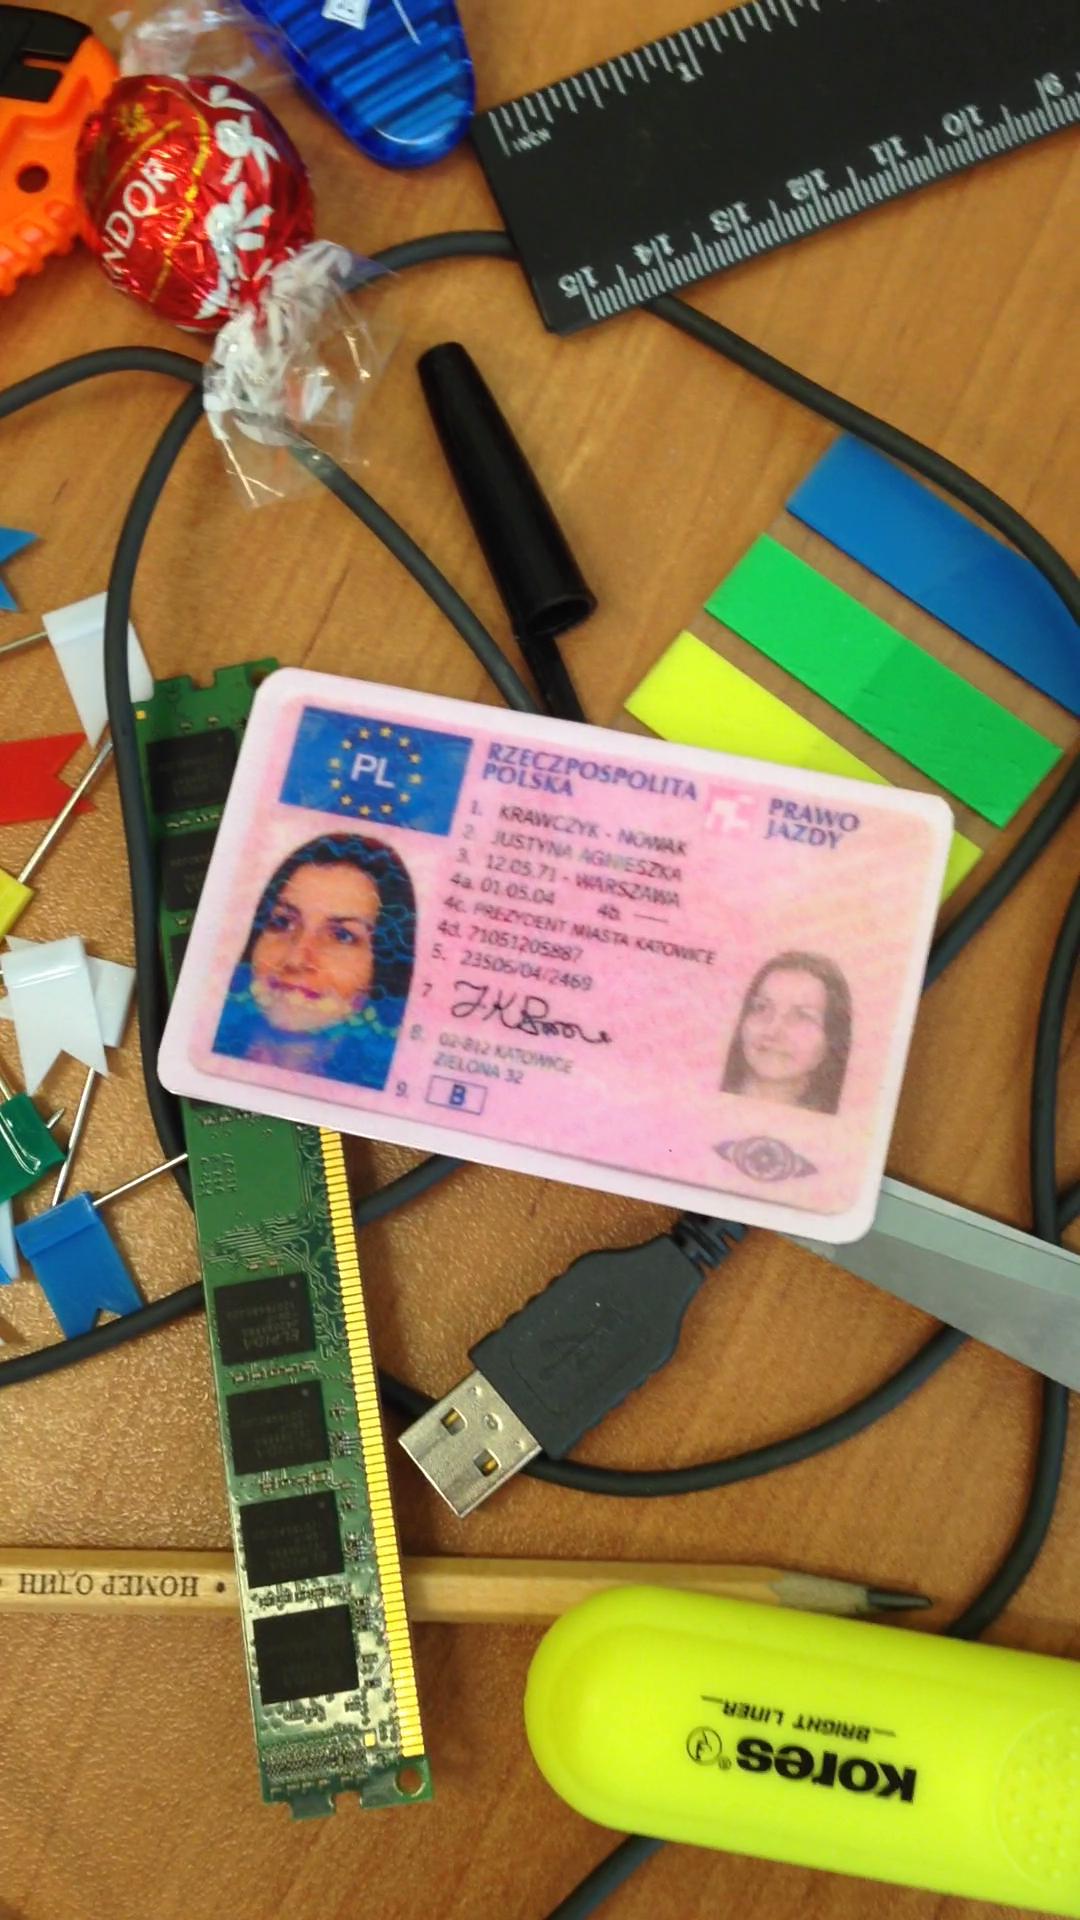 INCH
1
15 14 13 12 11 10 9
NDOR
PL
RZECZPOSPOLITA
POLSKA
PRAWO
JAZDY
1. KRAWCZYK - NOWAK
2. JUSTYNA AGNIESZKA
3. 12.05.71 - WARSZAWA
4a. 01.05.04 4b. —
4c. PREZYDENT MIASTA KATOWICE
4d. 71051205887
5. 23506/04/2469
7
8. 02-812 KATOWICE
ZIELONA 32
9. B
ELPIDA
НОМЕР ОДИН
Kores
BRIGHT LINER